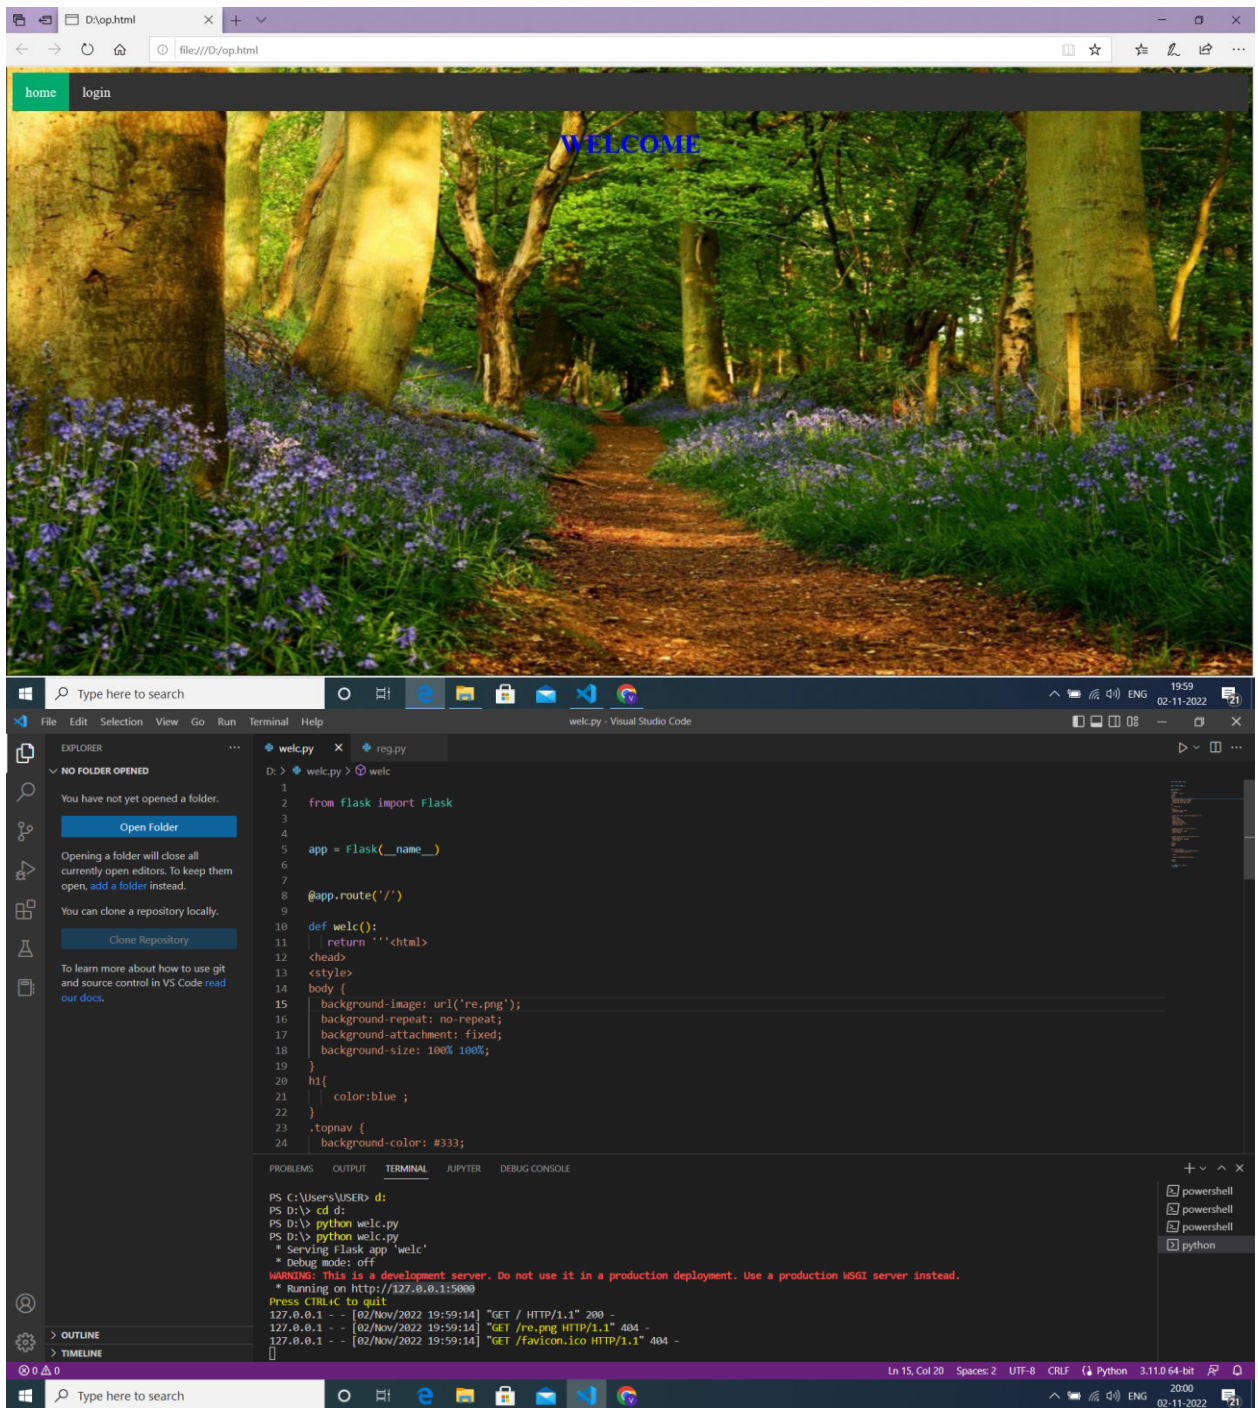 D:\op.html
file:///D:/op.html
home login
WELCOME
Type here to search
ENG
19:59
02-11-2022
21
File Edit Selection View Go Run Terminal Help
welc.py - Visual Studio Code
EXPLORER
welc.py
reg.py
NO FOLDER OPENED
D: > welc.py > welc
You have not yet opened a folder.
Open Folder
Opening a folder will close all
currently open editors. To keep them
open, add a folder instead.
You can clone a repository locally.
Clone Repository
To learn more about how to use git
and source control in VS Code read
our docs.
1
2 from flask import Flask
3
4
5 app = Flask(__name__)
6
7
8 @app.route('/')
9
10 def welc():
11 return '''<html>
12 <head>
13 <style>
14 body {
15 background-image: url('re.png');
16 background-repeat: no-repeat;
17 background-attachment: fixed;
18 background-size: 100% 100%;
19 }
20 h1{
21 color:blue ;
22 }
23 .topnav {
24 background-color: #333;
PROBLEMS OUTPUT TERMINAL JUPYTER DEBUG CONSOLE
PS C:\Users\USER> d:
PS D:\> cd d:
PS D:\> python welc.py
PS D:\> python welc.py
* Serving Flask app 'welc'
* Debug mode: off
WARNING: This is a development server. Do not use it in a production deployment. Use a production WSGI server instead.
* Running on http://127.0.0.1:5000
Press CTRL+C to quit
127.0.0.1 - - [02/Nov/2022 19:59:14] "GET / HTTP/1.1" 200 -
127.0.0.1 - - [02/Nov/2022 19:59:14] "GET /re.png HTTP/1.1" 404 -
127.0.0.1 - - [02/Nov/2022 19:59:14] "GET /favicon.ico HTTP/1.1" 404 -
powershell
powershell
powershell
python
OUTLINE
TIMELINE
0 0
Ln 15, Col 20 Spaces: 2 UTF-8 CRLF Python 3.11.0 64-bit
Type here to search
ENG
20:00
02-11-2022
21